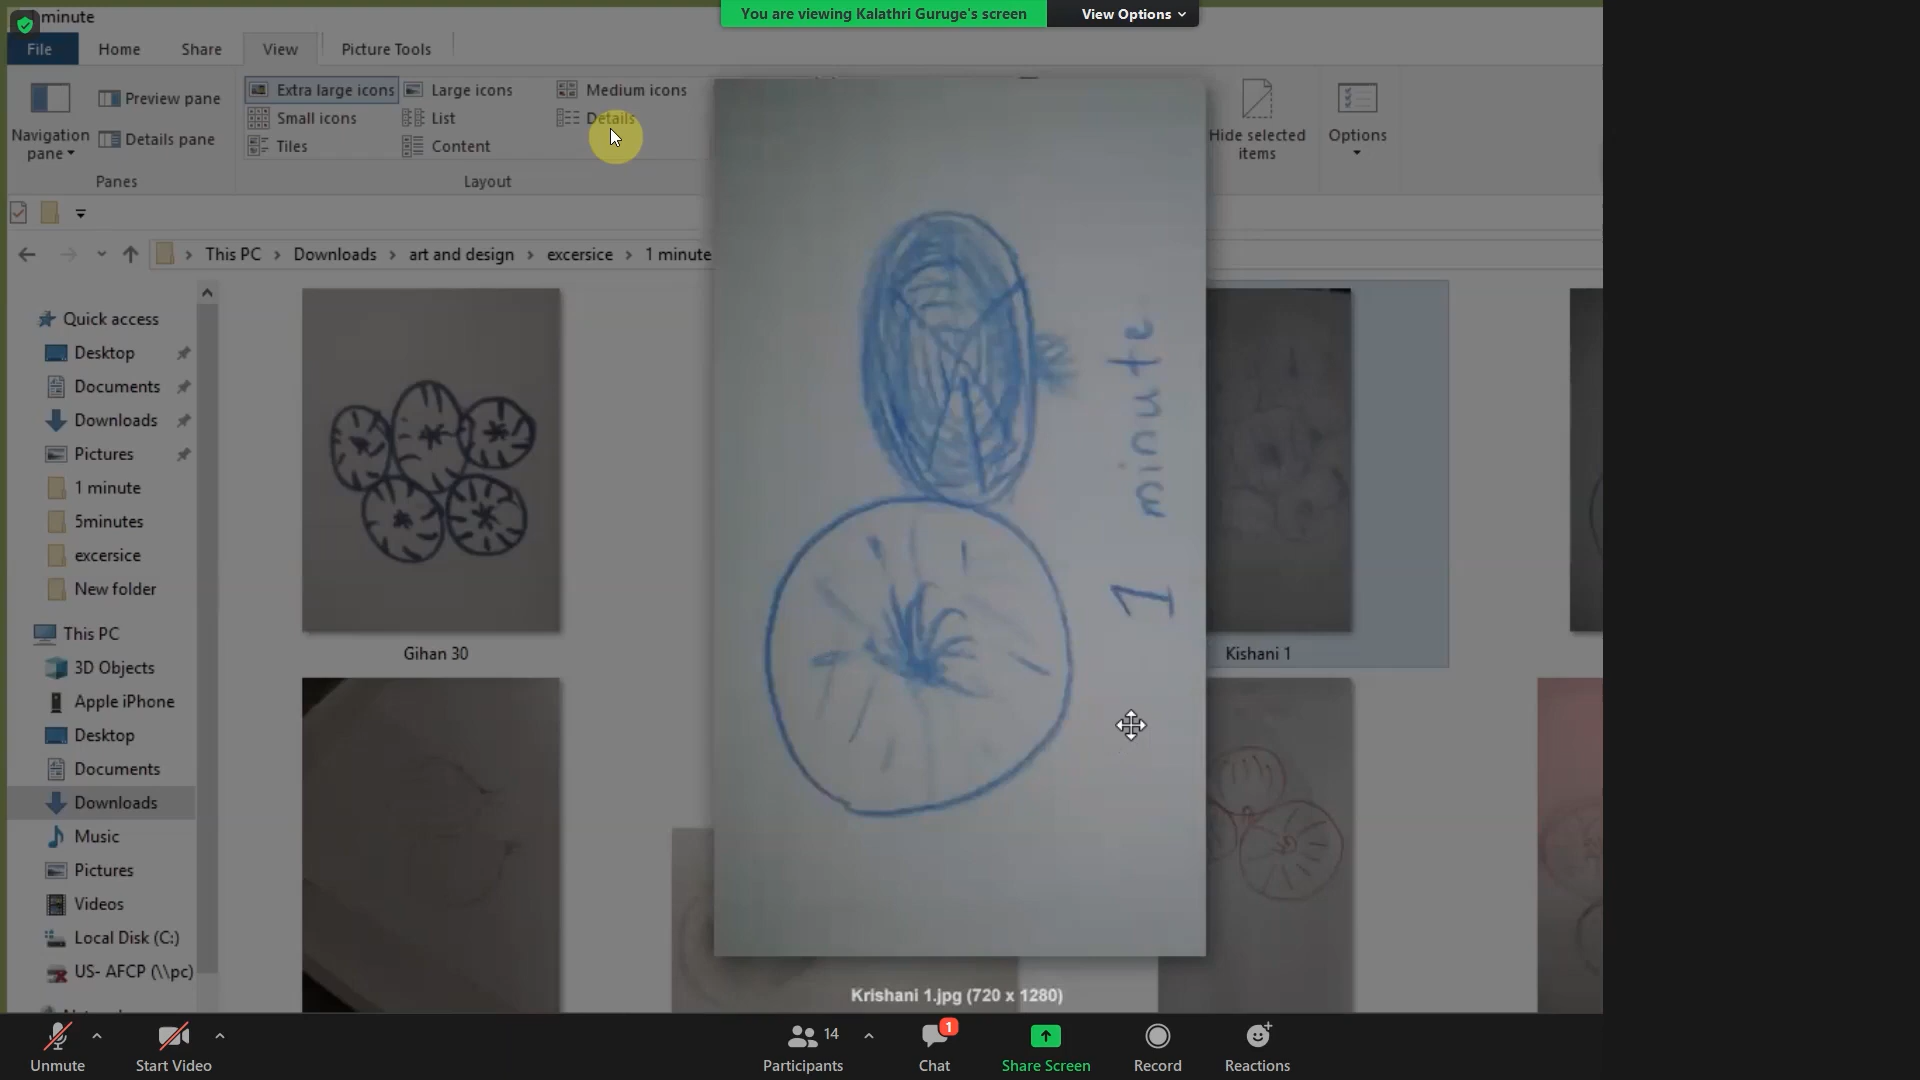 minute
You are viewing Kalathri Guruge's screen
View Options
File
Home
Share
View
Picture Tools
Navigation pane
Preview pane
Details pane
Panes
Extra large icons
Large icons
Medium icons
Small icons
List
Details
Tiles
Content
Layout
Hide selected items
Options
This PC > Downloads > art and design > excersice > 1 minute
Quick access
Desktop
Documents
Downloads
Pictures
1 minute
5minutes
excersice
New folder
This PC
3D Objects
Apple iPhone
Desktop
Documents
Downloads
Music
Pictures
Videos
Local Disk (C:)
US- AFCP (\\pc)
Gihan 30
1 minute
Kishani 1
Krishani 1.jpg (720 x 1280)
Unmute
Start Video
14
Participants
1
Chat
Share Screen
Record
Reactions